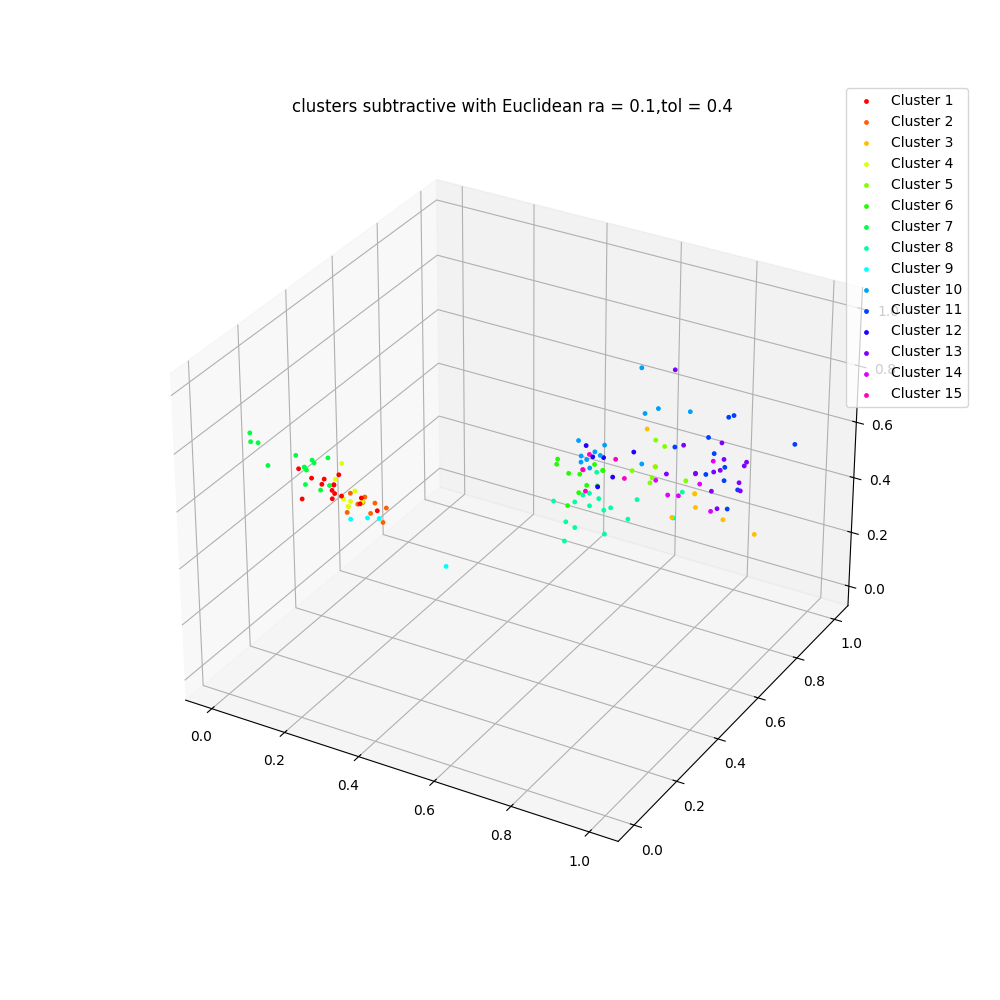 clusters subtractive with Euclidean ra = 0.1,tol = 0.4
Cluster 1
Cluster 2
Cluster 3
Cluster 4
Cluster 5
Cluster 6
Cluster 7
Cluster 8
Cluster 9
Cluster 10
Cluster 11
Cluster 12
Cluster 13
Cluster 14
Cluster 15
0.8
0.6
0.4
0.2
0.0
1.0
0.8
0.6
0.4
0.2
0.0
0.0
0.2
0.4
0.6
0.8
1.0